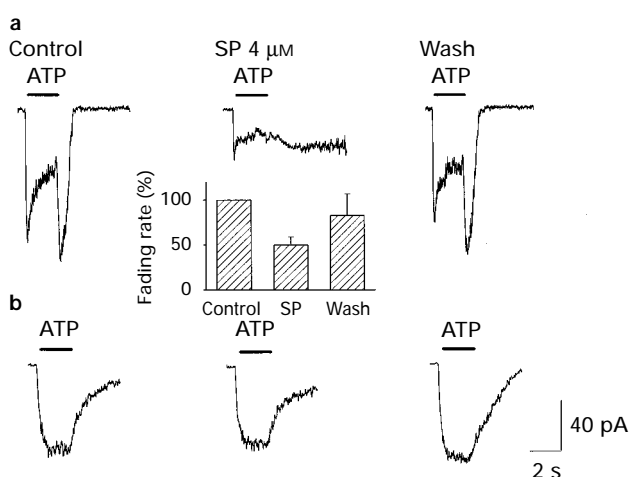 a
Control
SP 4 μM
Wash
ATP
ATP
ATP
Fading rate (%)
100
50
0
Control
SP
Wash
b
ATP
ATP
ATP
40 pA
2 s